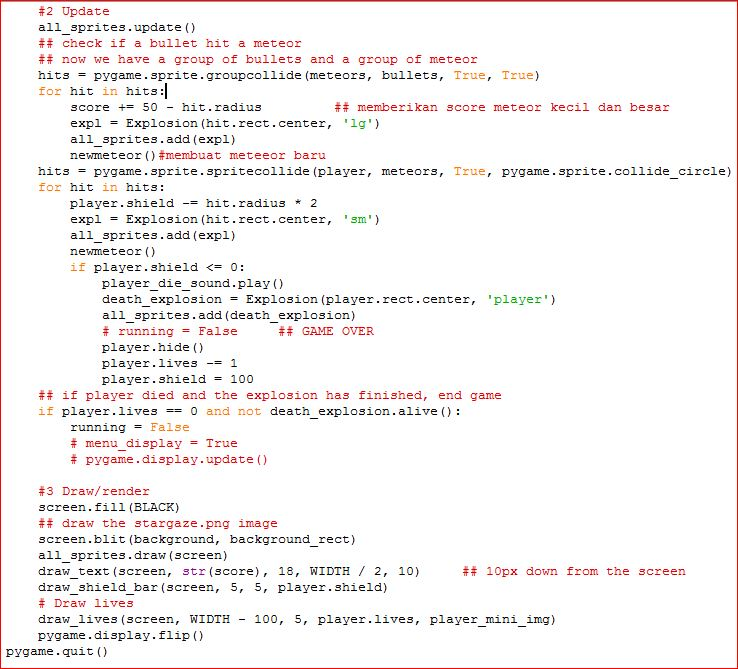 #2 Update
all_sprites.update()
## check if a bullet hit a meteor
## now we have a group of bullets and a group of meteor
hits = pygame.sprite.groupcollide(meteors, bullets, True, True)
for hit in hits:
score += 50 - hit.radius ## memberikan score meteor kecil dan besar
expl = Explosion(hit.rect.center, 'lg')
all_sprites.add(expl)
newmeteor()#membuat meteeor baru
hits = pygame.sprite.spritecollide(player, meteors, True, pygame.sprite.collide_circle)
for hit in hits:
player.shield -= hit.radius * 2
expl = Explosion(hit.rect.center, 'sm')
all_sprites.add(expl)
newmeteor()
if player.shield <= 0:
player_die_sound.play()
death_explosion = Explosion(player.rect.center, 'player')
all_sprites.add(death_explosion)
# running = False ## GAME OVER
player.hide()
player.lives -= 1
player.shield = 100
## if player died and the explosion has finished, end game
if player.lives == 0 and not death_explosion.alive():
running = False
# menu_display = True
# pygame.display.update()
#3 Draw/render
screen.fill(BLACK)
## draw the stargaze.png image
screen.blit(background, background_rect)
all_sprites.draw(screen)
draw_text(screen, str(score), 18, WIDTH / 2, 10) ## 10px down from the screen
draw_shield_bar(screen, 5, 5, player.shield)
# Draw lives
draw_lives(screen, WIDTH - 100, 5, player.lives, player_mini_img)
pygame.display.flip()
pygame.quit()